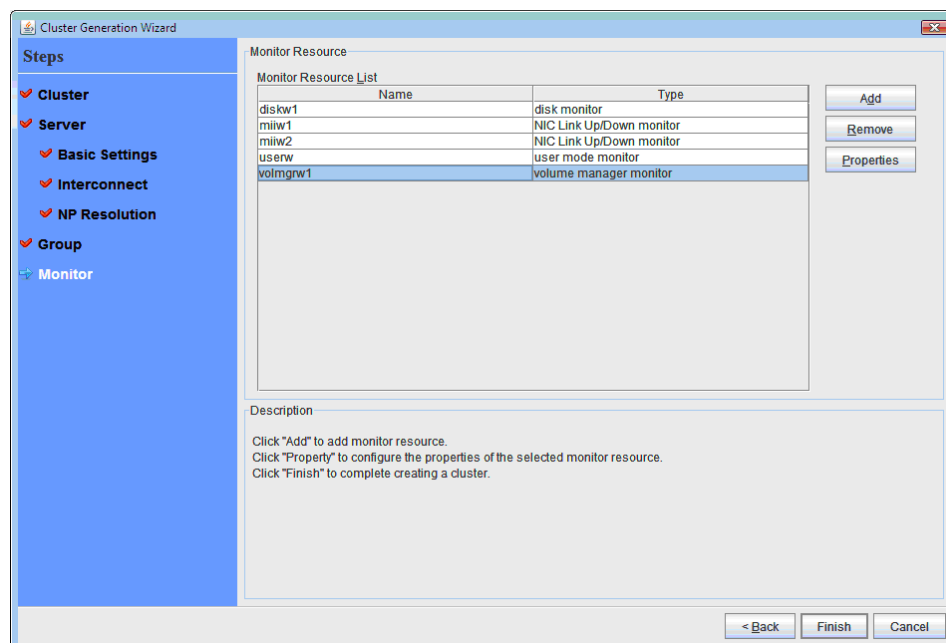 Cluster Generation Wizard
Steps
Cluster
Server
Basic Settings
Interconnect
NP Resolution
Group
Monitor
Monitor Resource
Monitor Resource List
Name Type
diskw1 disk monitor
miiw1 NIC Link Up/Down monitor
miiw2 NIC Link Up/Down monitor
userw user mode monitor
volmgrw1 volume manager monitor
Add
Remove
Properties
Description
Click "Add" to add monitor resource.
Click "Property" to configure the properties of the selected monitor resource.
Click "Finish" to complete creating a cluster.
< Back Finish Cancel